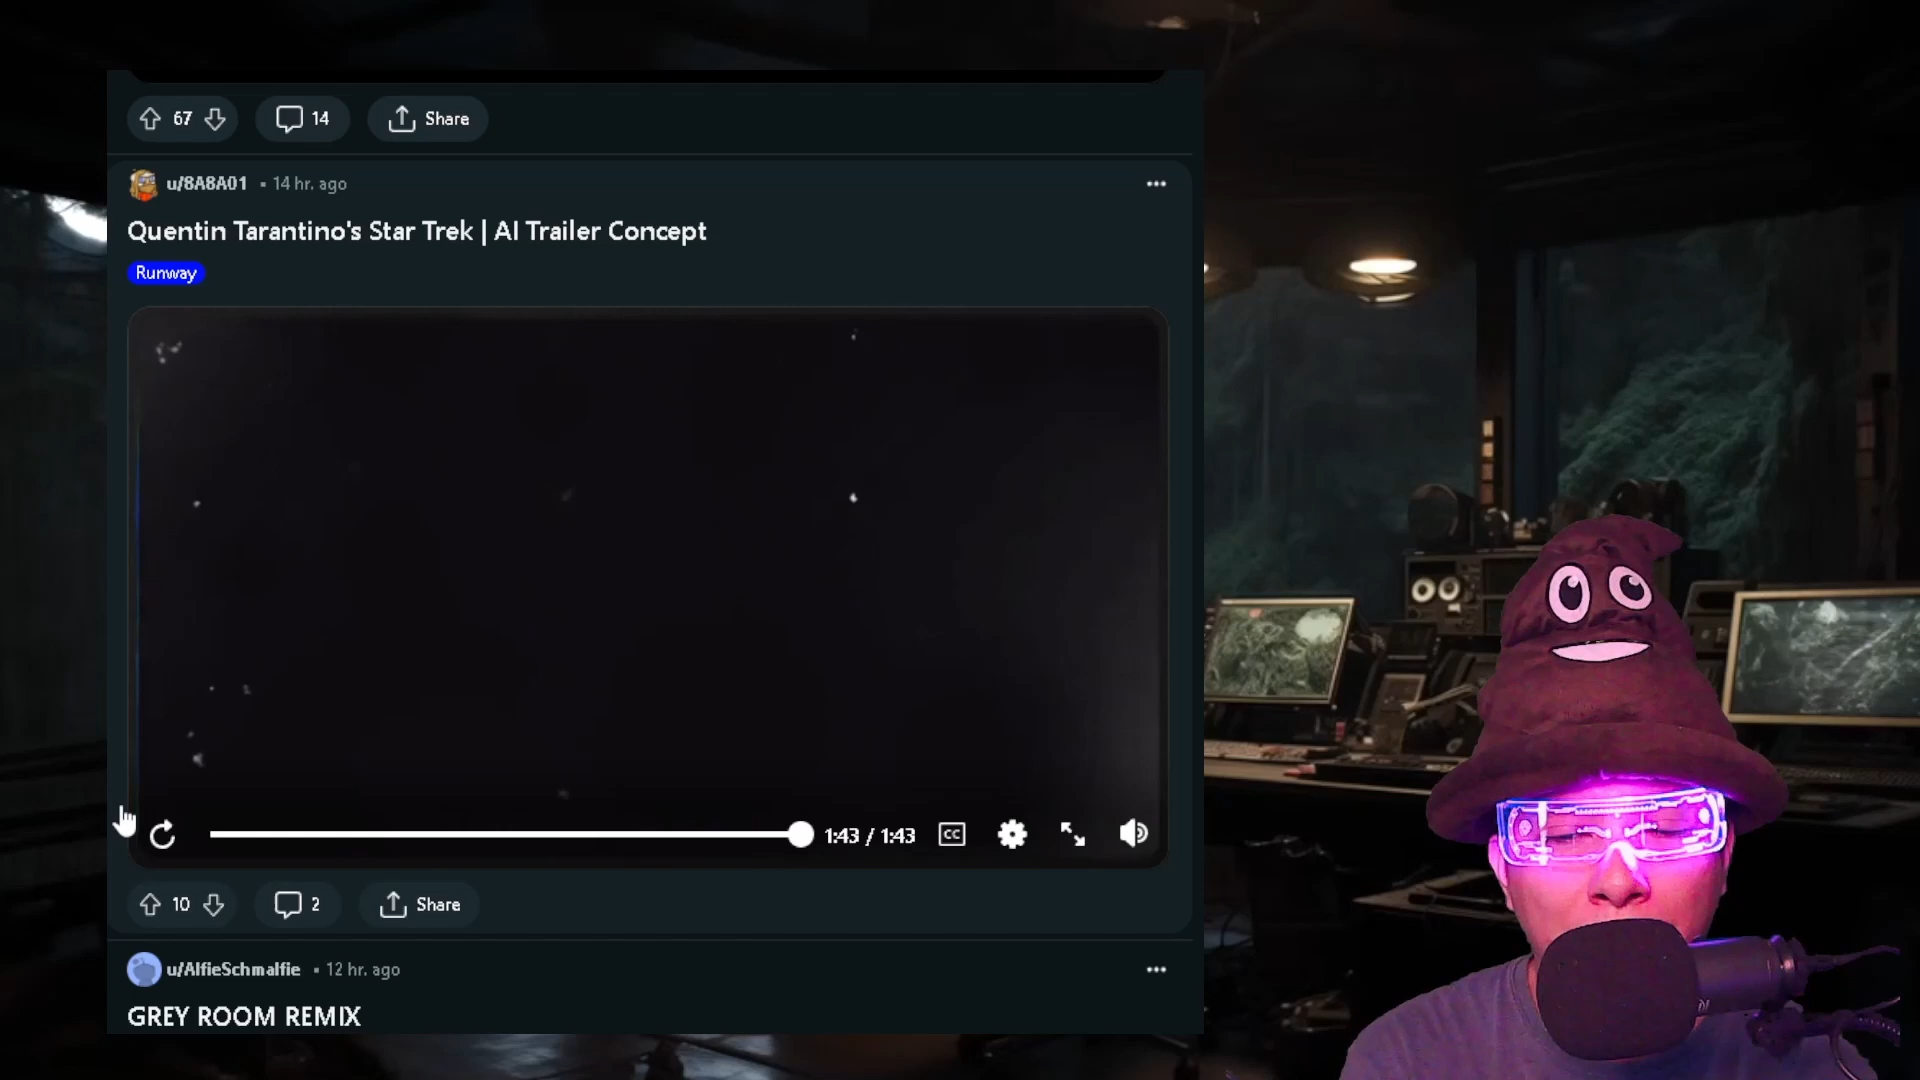 67
14
Share
u/8A8A01 • 14 hr. ago
Quentin Tarantino's Star Trek | AI Trailer Concept
Runway
1:43 / 1:43
CC
10
2
Share
u/AlfieSchmalfie • 12 hr. ago
GREY ROOM REMIX